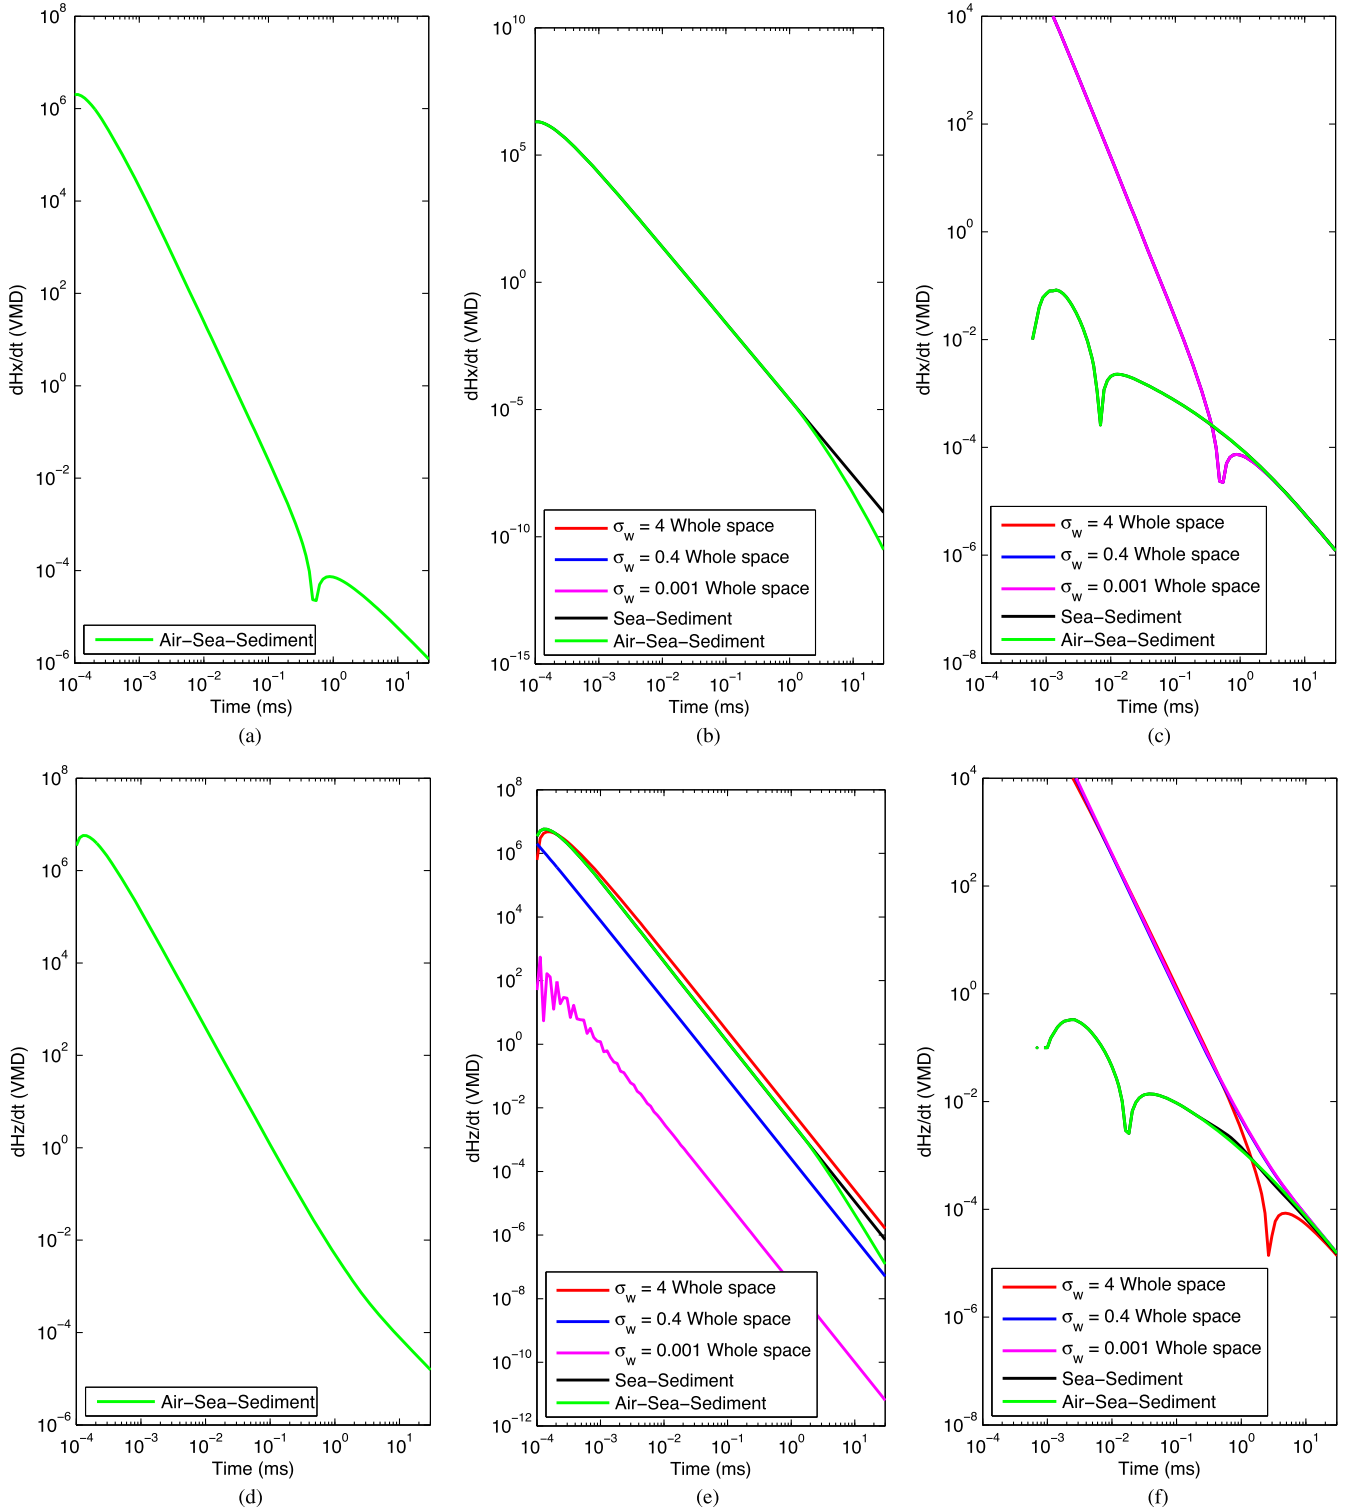 10^8
10^6
10^4
10^2
10^0
10^−2
10^−4
10^−6
dHx/dt (VMD)
Air−Sea−Sediment
10^−4 10^−3 10^−2 10^−1 10^0 10^1
Time (ms)
(a)
10^10
10^5
10^0
10^−5
10^−10
10^−15
dHx/dt (VMD)
σ_w = 4 Whole space
σ_w = 0.4 Whole space
σ_w = 0.001 Whole space
Sea−Sediment
Air−Sea−Sediment
10^−4 10^−3 10^−2 10^−1 10^0 10^1
Time (ms)
(b)
10^4
10^2
10^0
10^−2
10^−4
10^−6
10^−8
dHx/dt (VMD)
σ_w = 4 Whole space
σ_w = 0.4 Whole space
σ_w = 0.001 Whole space
Sea−Sediment
Air−Sea−Sediment
10^−4 10^−3 10^−2 10^−1 10^0 10^1
Time (ms)
(c)
10^8
10^6
10^4
10^2
10^0
10^−2
10^−4
10^−6
dHz/dt (VMD)
Air−Sea−Sediment
10^−4 10^−3 10^−2 10^−1 10^0 10^1
Time (ms)
(d)
10^8
10^6
10^4
10^2
10^0
10^−2
10^−4
10^−6
10^−8
10^−10
10^−12
dHz/dt (VMD)
σ_w = 4 Whole space
σ_w = 0.4 Whole space
σ_w = 0.001 Whole space
Sea−Sediment
Air−Sea−Sediment
10^−4 10^−3 10^−2 10^−1 10^0 10^1
Time (ms)
(e)
10^4
10^2
10^0
10^−2
10^−4
10^−6
10^−8
dHz/dt (VMD)
σ_w = 4 Whole space
σ_w = 0.4 Whole space
σ_w = 0.001 Whole space
Sea−Sediment
Air−Sea−Sediment
10^−4 10^−3 10^−2 10^−1 10^0 10^1
Time (ms)
(f)